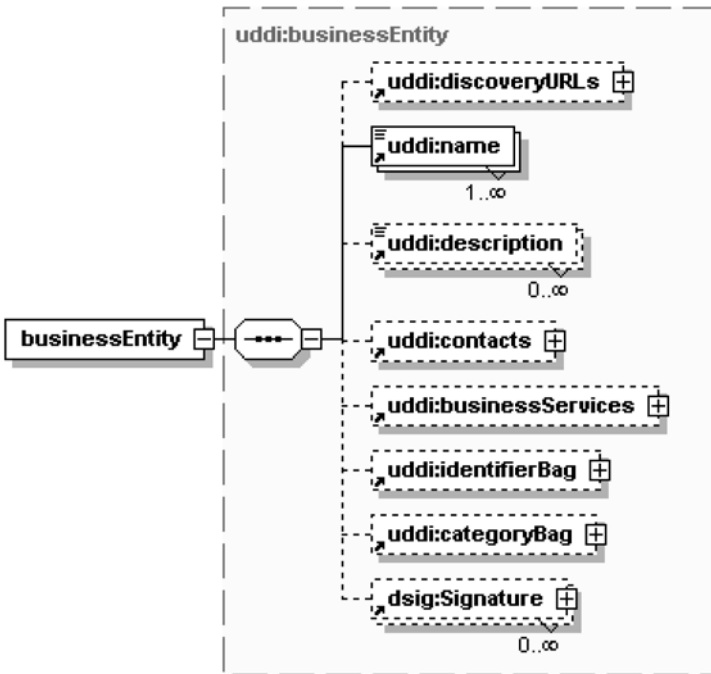 uddi:businessEntity
uddi:discoveryURLs
uddi:name
1..∞
uddi:description
0..∞
businessEntity
uddi:contacts
uddi:businessServices
uddi:identifierBag
uddi:categoryBag
dsig:Signature
0..∞